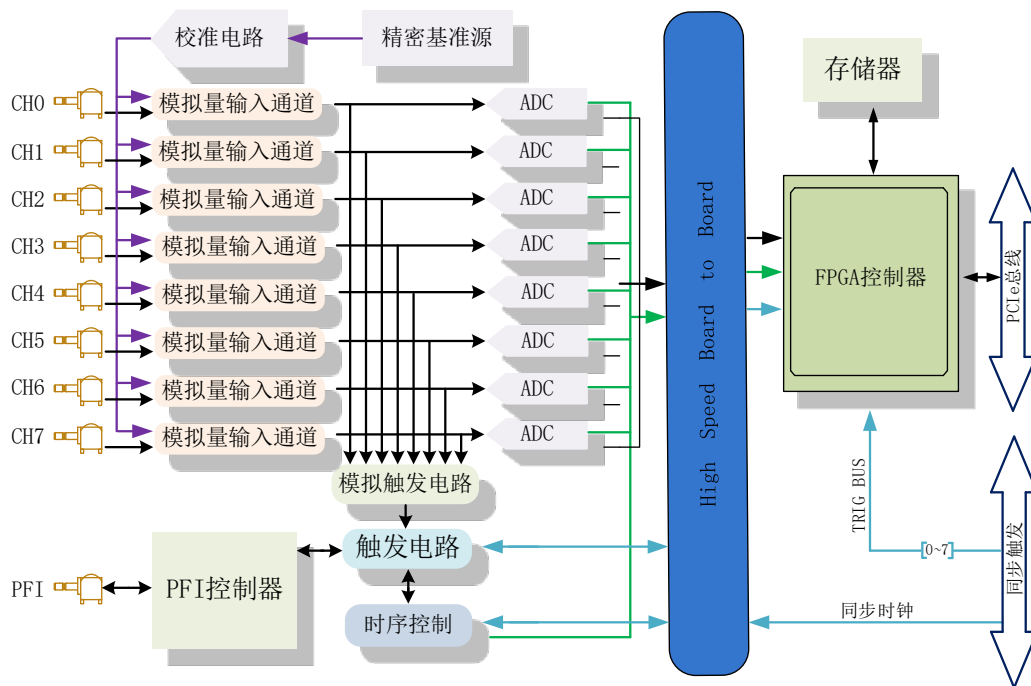 校准电路
精密基准源
存储器
CH0
模拟量输入通道
ADC
CH1
模拟量输入通道
ADC
CH2
模拟量输入通道
ADC
CH3
模拟量输入通道
ADC
CH4
模拟量输入通道
ADC
CH5
模拟量输入通道
ADC
CH6
模拟量输入通道
ADC
CH7
模拟量输入通道
ADC
High Speed Board to Board
FPGA控制器
PCIe总线
模拟触发电路
触发电路
TRIG BUS
[0~7]
同步触发
PFI
PFI控制器
时序控制
同步时钟